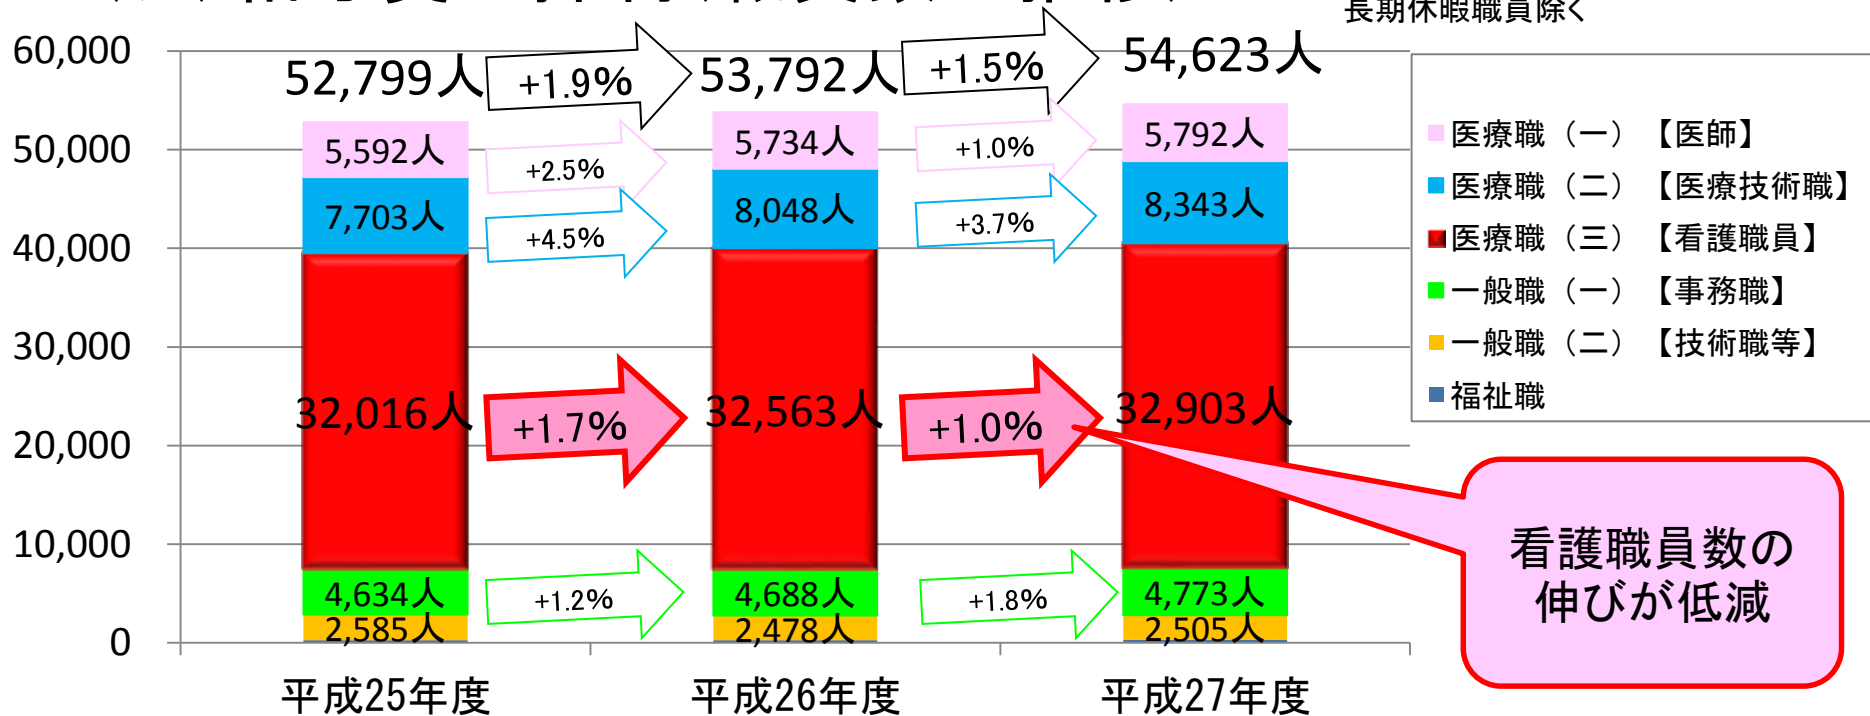 長期休暇職員除く
60,000
50,000
40,000
30,000
20,000
10,000
0
52,799人
+1.9%
53,792人
+1.5%
54,623人
5,592人
+2.5%
5,734人
+1.0%
5,792人
7,703人
+4.5%
8,048人
+3.7%
8,343人
32,016人
+1.7%
32,563人
+1.0%
32,903人
4,634人
+1.2%
4,688人
+1.8%
4,773人
2,585人
2,478人
2,505人
平成25年度
平成26年度
平成27年度
医療職（一）【医師】
医療職（二）【医療技術職】
医療職（三）【看護職員】
一般職（一）【事務職】
一般職（二）【技術職等】
福祉職
看護職員数の
伸びが低減